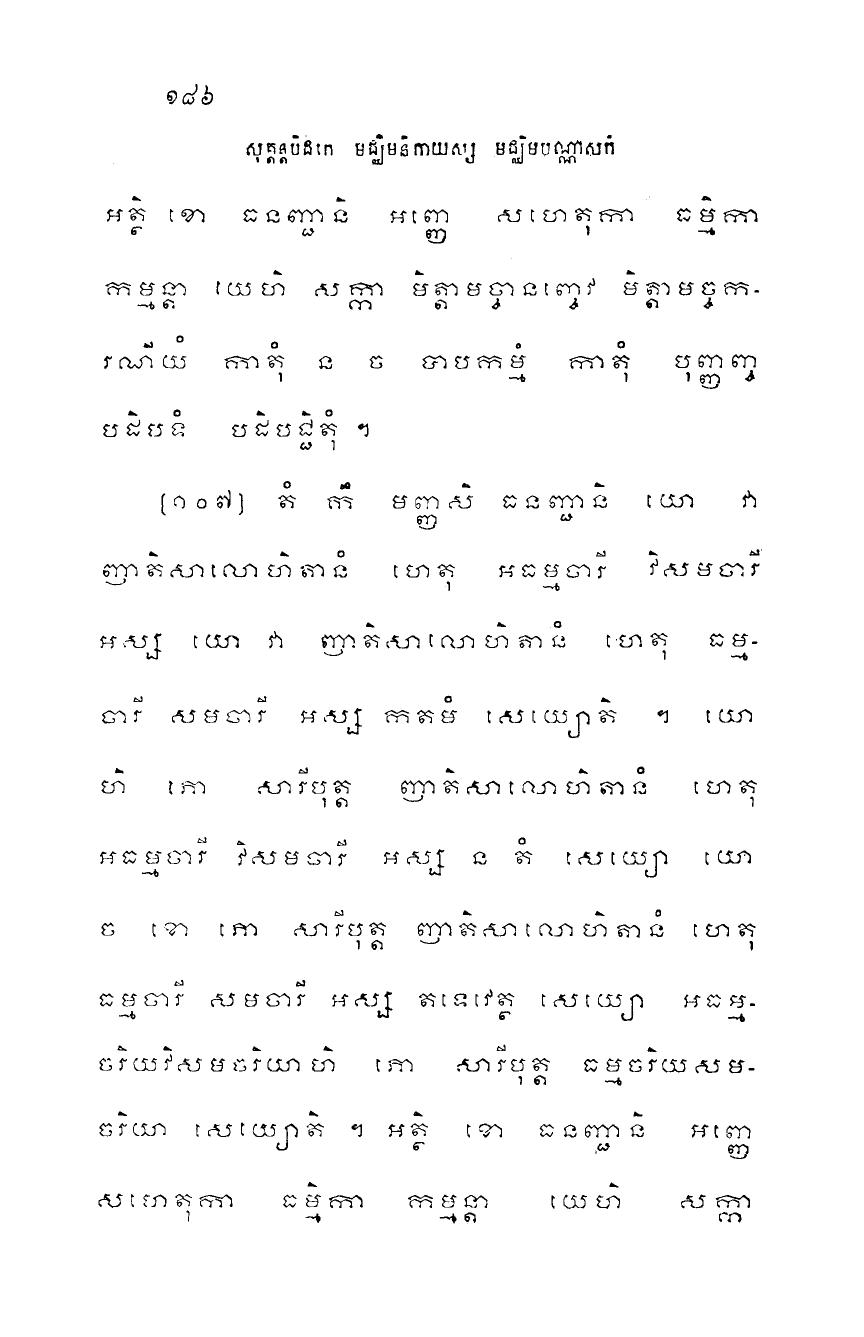 ១៨៦
សុត្តន្តបិដកេ មជ្ឈិមនិកាយស្ស មជ្ឈិមបណ្ណាសកំ
អត្ថិ ខោ ធនញ្ជានិ អញ្ញេ សហេតុកា ធម្មិកា
កម្មន្តា យេហិ សក្កា មិត្តាមច្ចានញ្ចេវ មិត្តាមច្ចក-
រណីយំ កាតុំ ន ច បាបកម្មំ កាតុំ បុញ្ញញ្ច
បដិបទំ បដិបជ្ជិតុំ ។
[១០៧] តំ កឹ មញ្ញសិ ធនញ្ជានិ យោ វា
ញាតិសាលោហិតានំ ហេតុ អធម្មចារី វិសមចារី
អស្ស យោ វា ញាតិសាលោហិតានំ ហេតុ ធម្ម-
ចារី សមចារី អស្ស កតមំ សេយ្យោតិ ។ យោ
ហិ ភោ សារីបុត្ត ញាតិសាលោហិតានំ ហេតុ
អធម្មចារី វិសមចារី អស្ស ន តំ សេយ្យោ យោ
ច ខោ ភោ សារីបុត្ត ញាតិសាលោហិតានំ ហេតុ
ធម្មចារី សមចារី អស្ស តទេវេត្ថ សេយ្យោ អធម្ម-
ចរិយវិសមចរិយាហិ ភោ សារីបុត្ត ធម្មចរិយសម-
ចរិយា សេយ្យោតិ ។ អត្ថិ ខោ ធនញ្ជានិ អញ្ញេ
សហេតុកា ធម្មិកា កម្មន្តា យេហិ សក្កា